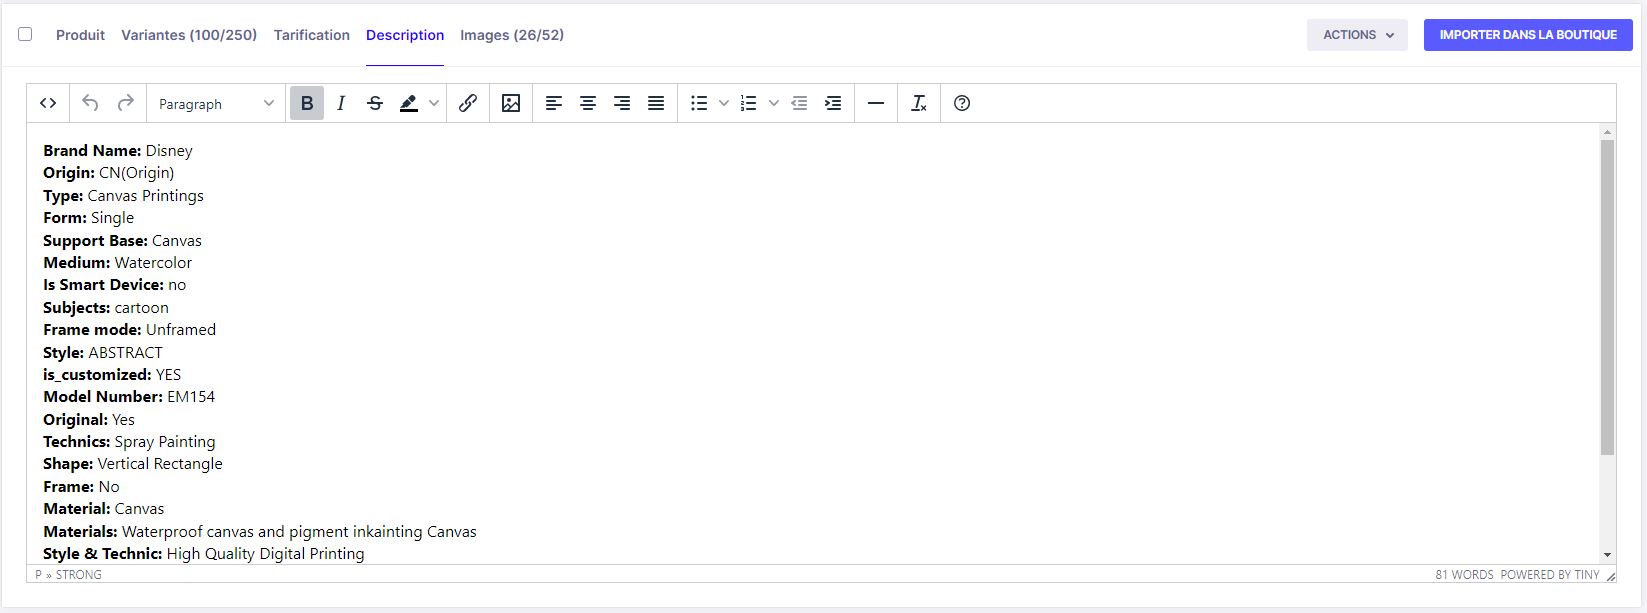 Produit Variantes (100/250) Tarification Description Images (26/52) ACTIONS IMPORTER DANS LA BOUTIQUE
Paragraph B I S
Brand Name: Disney
Origin: CN(Origin)
Type: Canvas Printings
Form: Single
Support Base: Canvas
Medium: Watercolor
Is Smart Device: no
Subjects: cartoon
Frame mode: Unframed
Style: ABSTRACT
is_customized: YES
Model Number: EM154
Original: Yes
Technics: Spray Painting
Shape: Vertical Rectangle
Frame: No
Material: Canvas
Materials: Waterproof canvas and pigment inkainting Canvas
Style & Technic: High Quality Digital Printing
P » STRONG 81 WORDS POWERED BY TINY